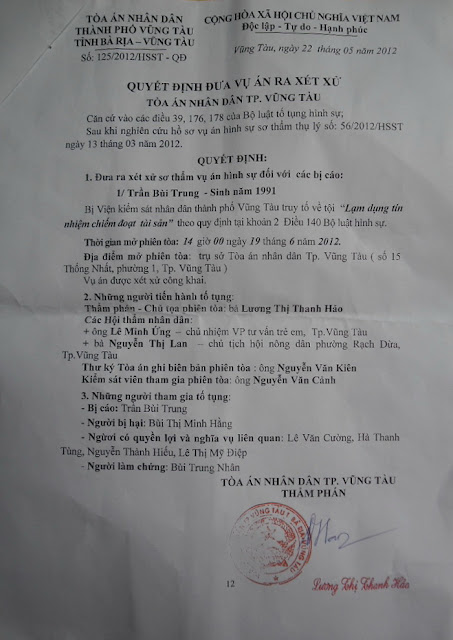 TÒA ÁN NHÂN DÂN
THÀNH PHỐ VŨNG TÀU
TỈNH BÀ RỊA – VŨNG TÀU
Số: 125/2012/HSST - QĐ
CỘNG HÒA XÃ HỘI CHỦ NGHĨA VIỆT NAM
Độc lập - Tự do - Hạnh phúc
Vũng Tàu, ngày 22 tháng 05 năm 2012
QUYẾT ĐỊNH ĐƯA VỤ ÁN RA XÉT XỬ
TÒA ÁN NHÂN DÂN TP. VŨNG TÀU
Căn cứ vào các điều 39, 176, 178 của Bộ luật tố tụng hình sự;
Sau khi nghiên cứu hồ sơ vụ án hình sự sơ thẩm thụ lý số: 56/2012/HSST
ngày 13 tháng 03 năm 2012.
QUYẾT ĐỊNH:
1. Đưa ra xét xử sơ thẩm vụ án hình sự đối với các bị cáo:
1/ Trần Bùi Trung - Sinh năm 1991
Bị Viện kiểm sát nhân dân thành phố Vũng Tàu truy tố về tội "Lạm dụng tín
nhiệm chiếm đoạt tài sản" theo quy định tại khoản 2 Điều 140 Bộ luật hình sự.
Thời gian mở phiên tòa: 14 giờ 00 ngày 19 tháng 6 năm 2012.
Địa điểm mở phiên tòa: trụ sở Tòa án nhân dân Tp. Vũng Tàu ( số 15
Thống Nhất, phường 1, Tp. Vũng Tàu )
Vụ án được xét xử công khai.
2. Những người tiến hành tố tụng:
Thẩm phán - Chủ tọa phiên tòa: bà Lương Thị Thanh Hảo
Các Hội thẩm nhân dân:
+ ông Lê Minh Ứng – chủ nhiệm VP tư vấn trẻ em, Tp.Vũng Tàu
+ bà Nguyễn Thị Lan – chủ tịch hội nông dân phường Rạch Dừa,
Tp.Vũng Tàu
Thư ký Tòa án ghi biên bản phiên tòa : ông Nguyễn Văn Kiên
Kiểm sát viên tham gia phiên tòa: ông Nguyễn Văn Cảnh
3. Những người tham gia tố tụng:
- Bị cáo: Trần Bùi Trung
- Người bị hại: Bùi Thị Minh Hằng
- Người có quyền lợi và nghĩa vụ liên quan: Lê Văn Cường, Hà Thanh
Tùng, Nguyễn Thành Hiếu, Lê Thị Mỹ Điệp
- Người làm chứng: Bùi Trung Nhân
TÒA ÁN NHÂN DÂN TP. VŨNG TÀU
THẨM PHÁN
12
Lương Thị Thanh Hảo